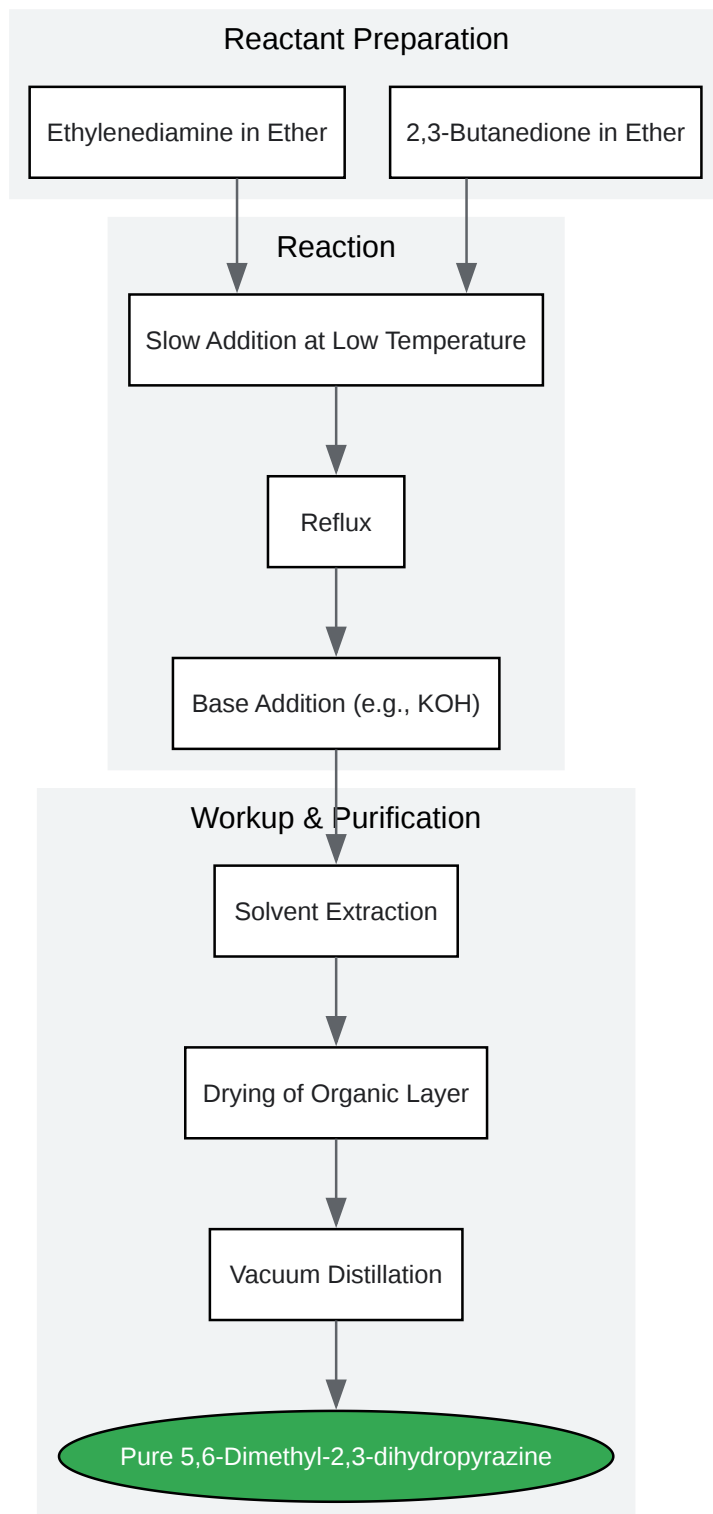 Reactant Preparation
Ethylenediamine in Ether
2,3-Butanedione in Ether
Reaction
Slow Addition at Low Temperature
Reflux
Base Addition (e.g., KOH)
Workup & Purification
Solvent Extraction
Drying of Organic Layer
Vacuum Distillation
Pure 5,6-Dimethyl-2,3-dihydropyrazine